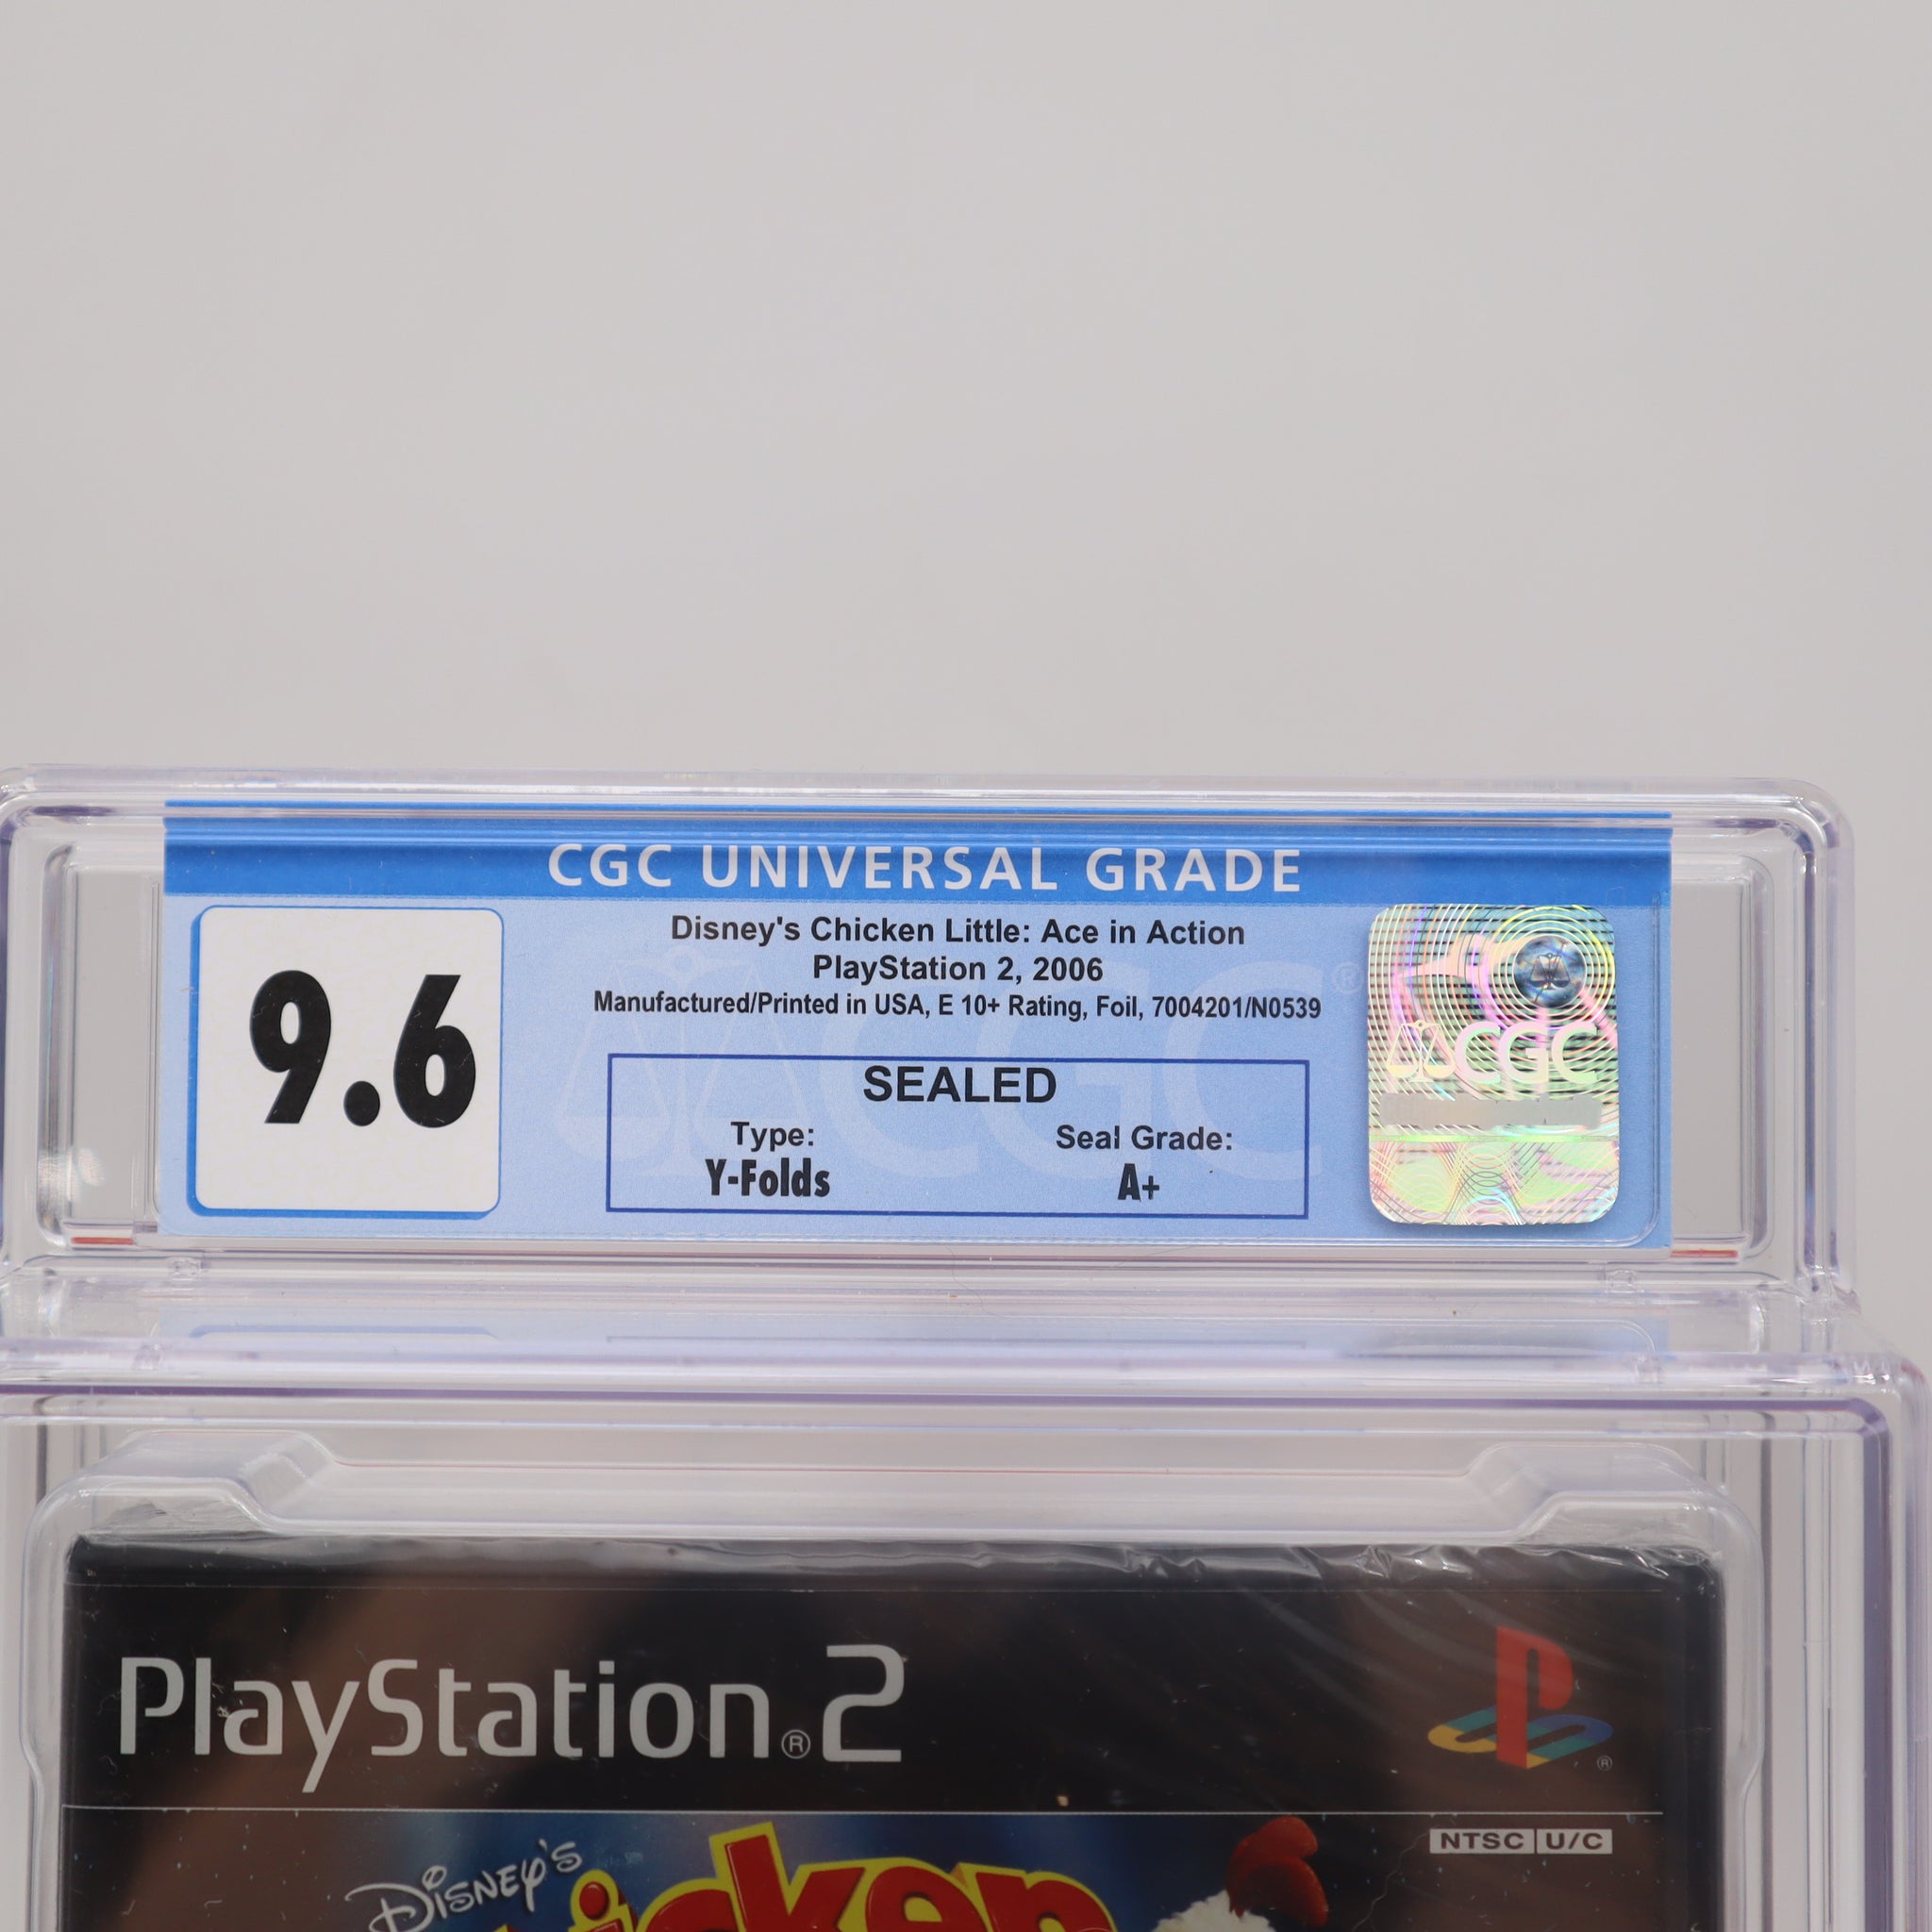 CGC UNIVERSAL GRADE
9.6
Disney's Chicken Little: Ace in Action
PlayStation 2, 2006
Manufactured/Printed in USA, E 10+ Rating, Foil, 7004201/N0539
SEALED
Type:
Y-Folds
Seal Grade:
A+
CGC
CGC ®
PlayStation®2
NTSC U/C
Disney's